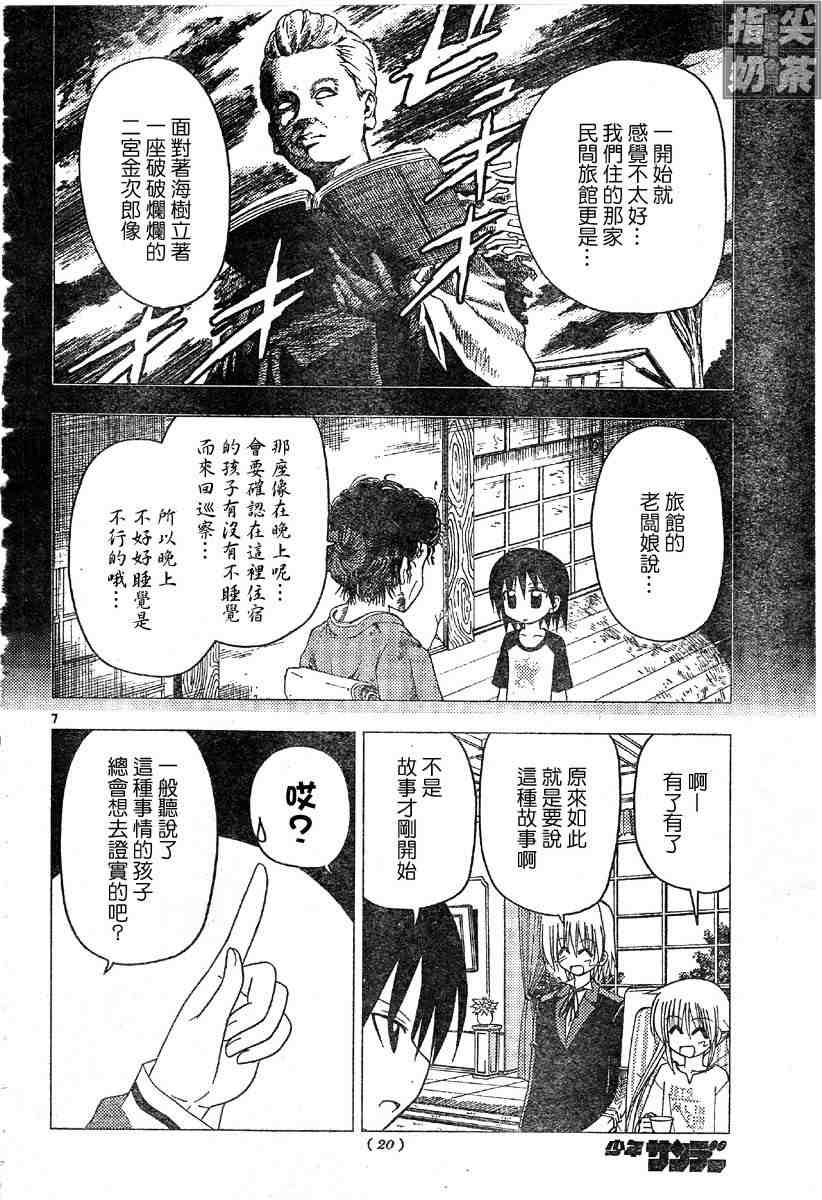 指尖
奶茶
一開始就
感覺不太好…
我們住的那家
民間旅館更是…
面對著海樹立著
一座破破爛爛的
二宮金次郎像
旅館的
老闆娘說…
那座像在晚上呢…
會要確認在這裡住宿
的孩子有沒有不睡覺
而來回巡察…
所以晚上
不好好睡覺是
不行的哦…
7
啊—
有了有了
原來如此
就是要說
這種故事啊
不是
故事才剛開始
哎?
一般聽說了
這種事情的孩子
總會想去證實的吧?
(20)
少年サンデー